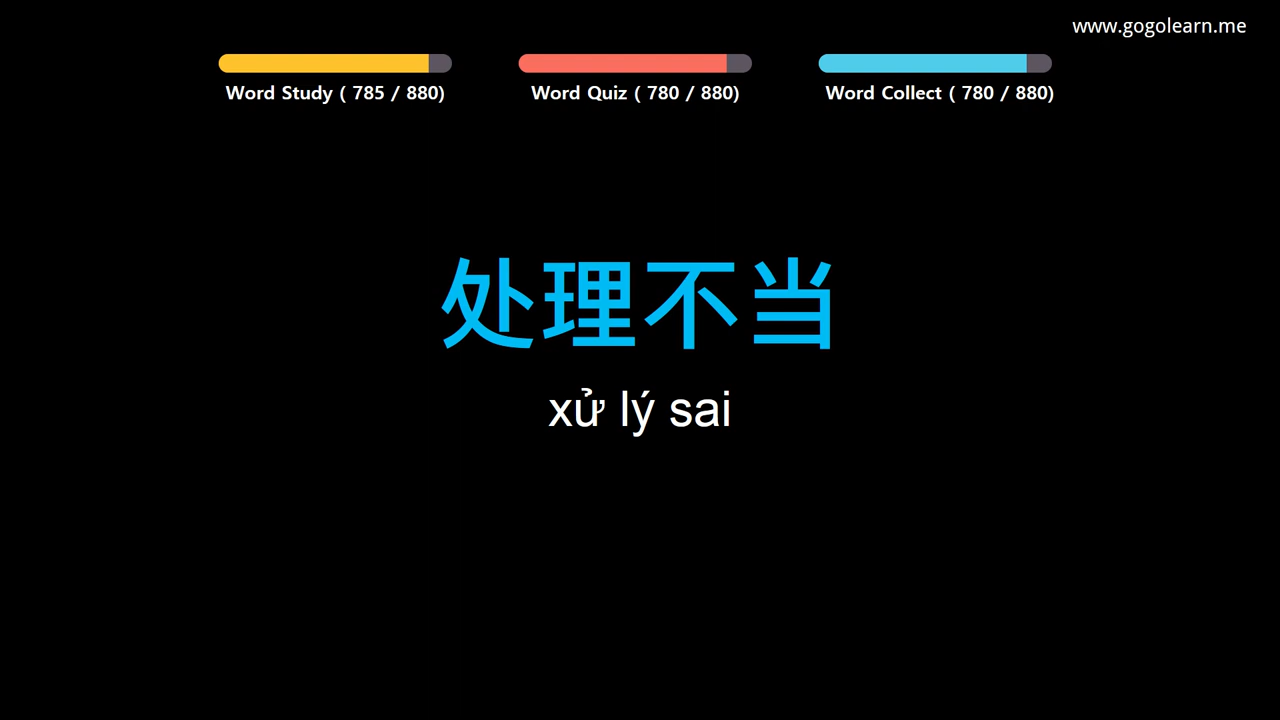 www.gogolearn.me
Word Study ( 785 / 880)
Word Quiz ( 780 / 880)
Word Collect ( 780 / 880)
处理不当
xử lý sai